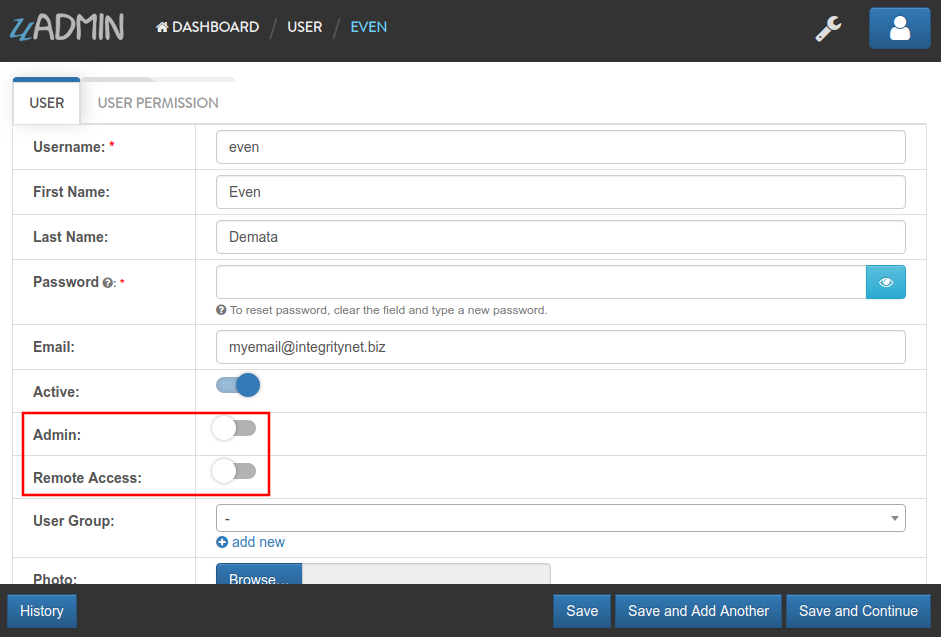 uADMIN DASHBOARD / USER / EVEN
USER USER PERMISSION
Username: * even
First Name: Even
Last Name: Demata
Password ?: *
? To reset password, clear the field and type a new password.
Email: myemail@integritynet.biz
Active:
Admin:
Remote Access:
User Group: -
add new
Photo: Browse...
History Save Save and Add Another Save and Continue